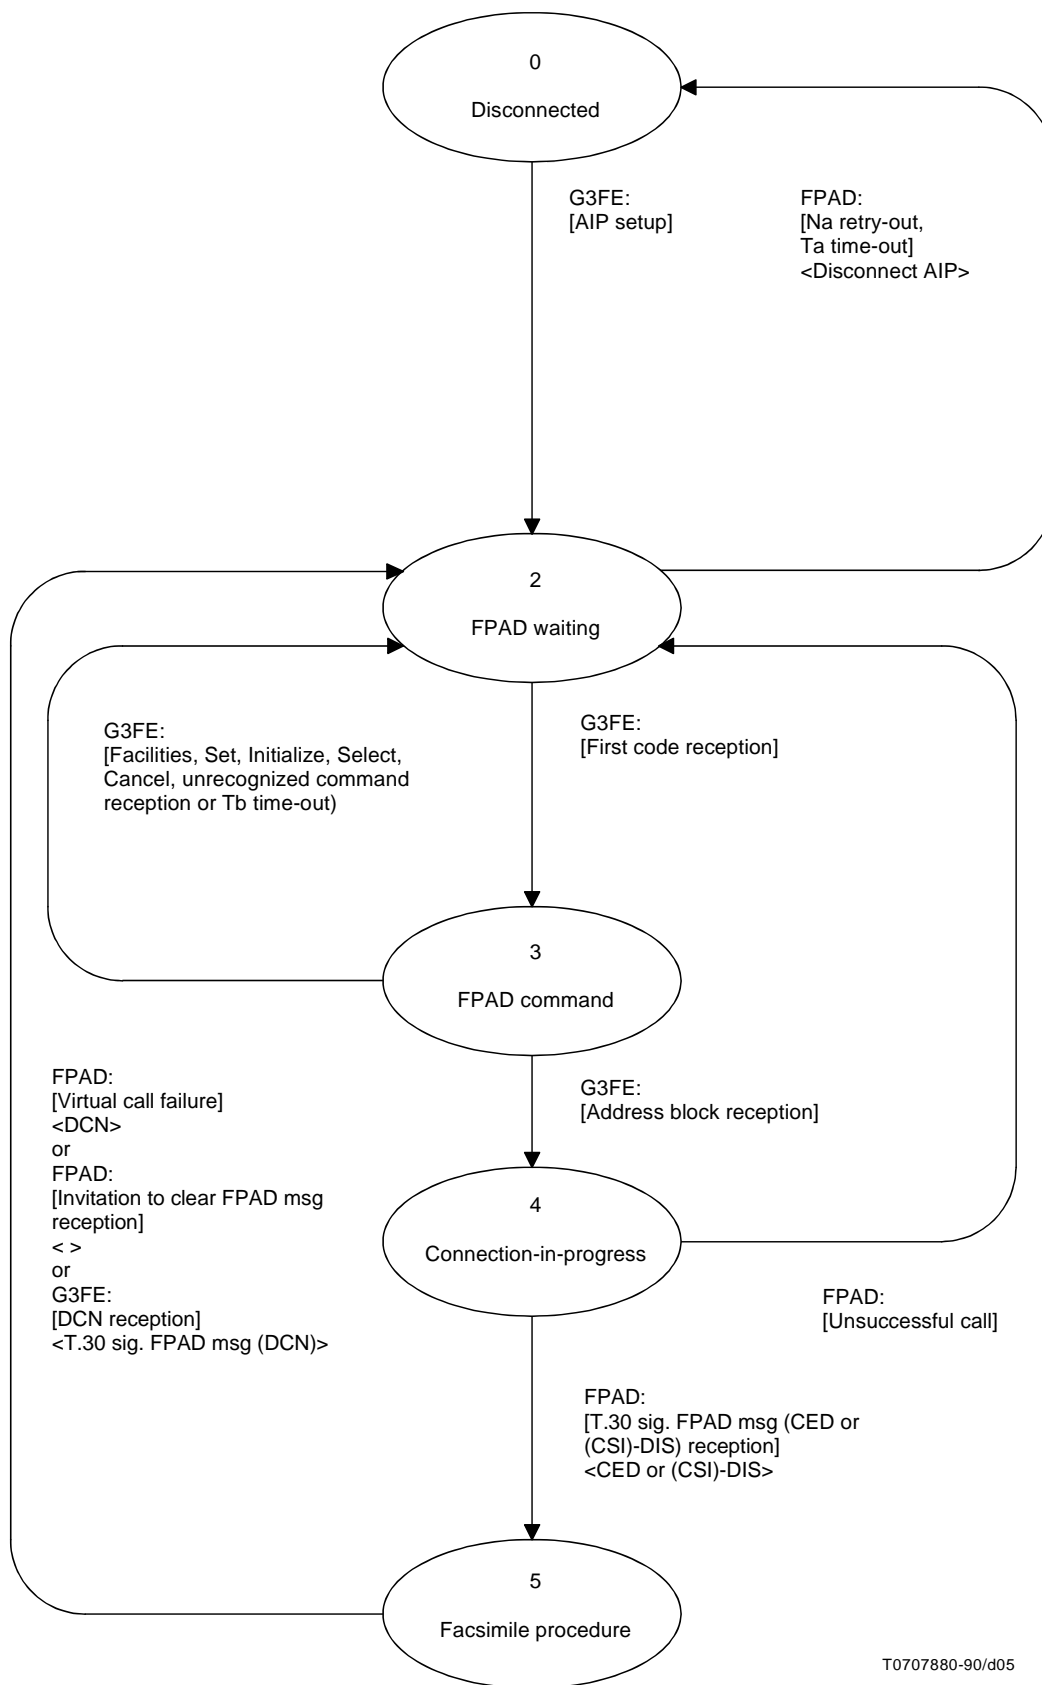 0
Disconnected
G3FE:
[AIP setup]
FPAD:
[Na retry-out,
Ta time-out]
<Disconnect AIP>
2
FPAD waiting
G3FE:
[Facilities, Set, Initialize, Select,
Cancel, unrecognized command
reception or Tb time-out)
G3FE:
[First code reception]
3
FPAD command
FPAD:
[Virtual call failure]
<DCN>
or
FPAD:
[Invitation to clear FPAD msg
reception]
< >
or
G3FE:
[DCN reception]
<T.30 sig. FPAD msg (DCN)>
G3FE:
[Address block reception]
4
Connection-in-progress
FPAD:
[Unsuccessful call]
FPAD:
[T.30 sig. FPAD msg (CED or
(CSI)-DIS) reception]
<CED or (CSI)-DIS>
5
Facsimile procedure
T0707880-90/d05